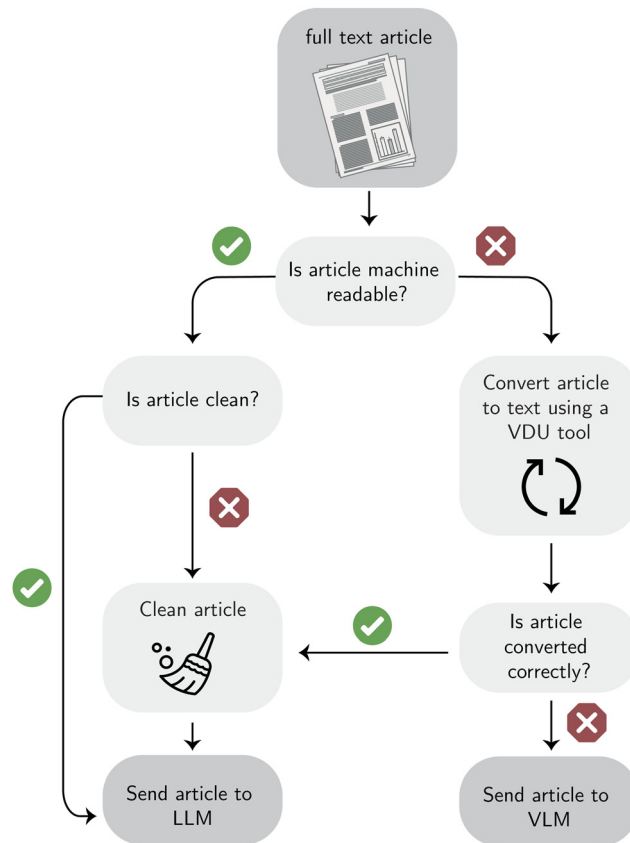 full text article
Is article machine
readable?
Is article clean?
Convert article
to text using a
VDU tool
Clean article
Is article
converted
correctly?
Send article to
LLM
Send article to
VLM